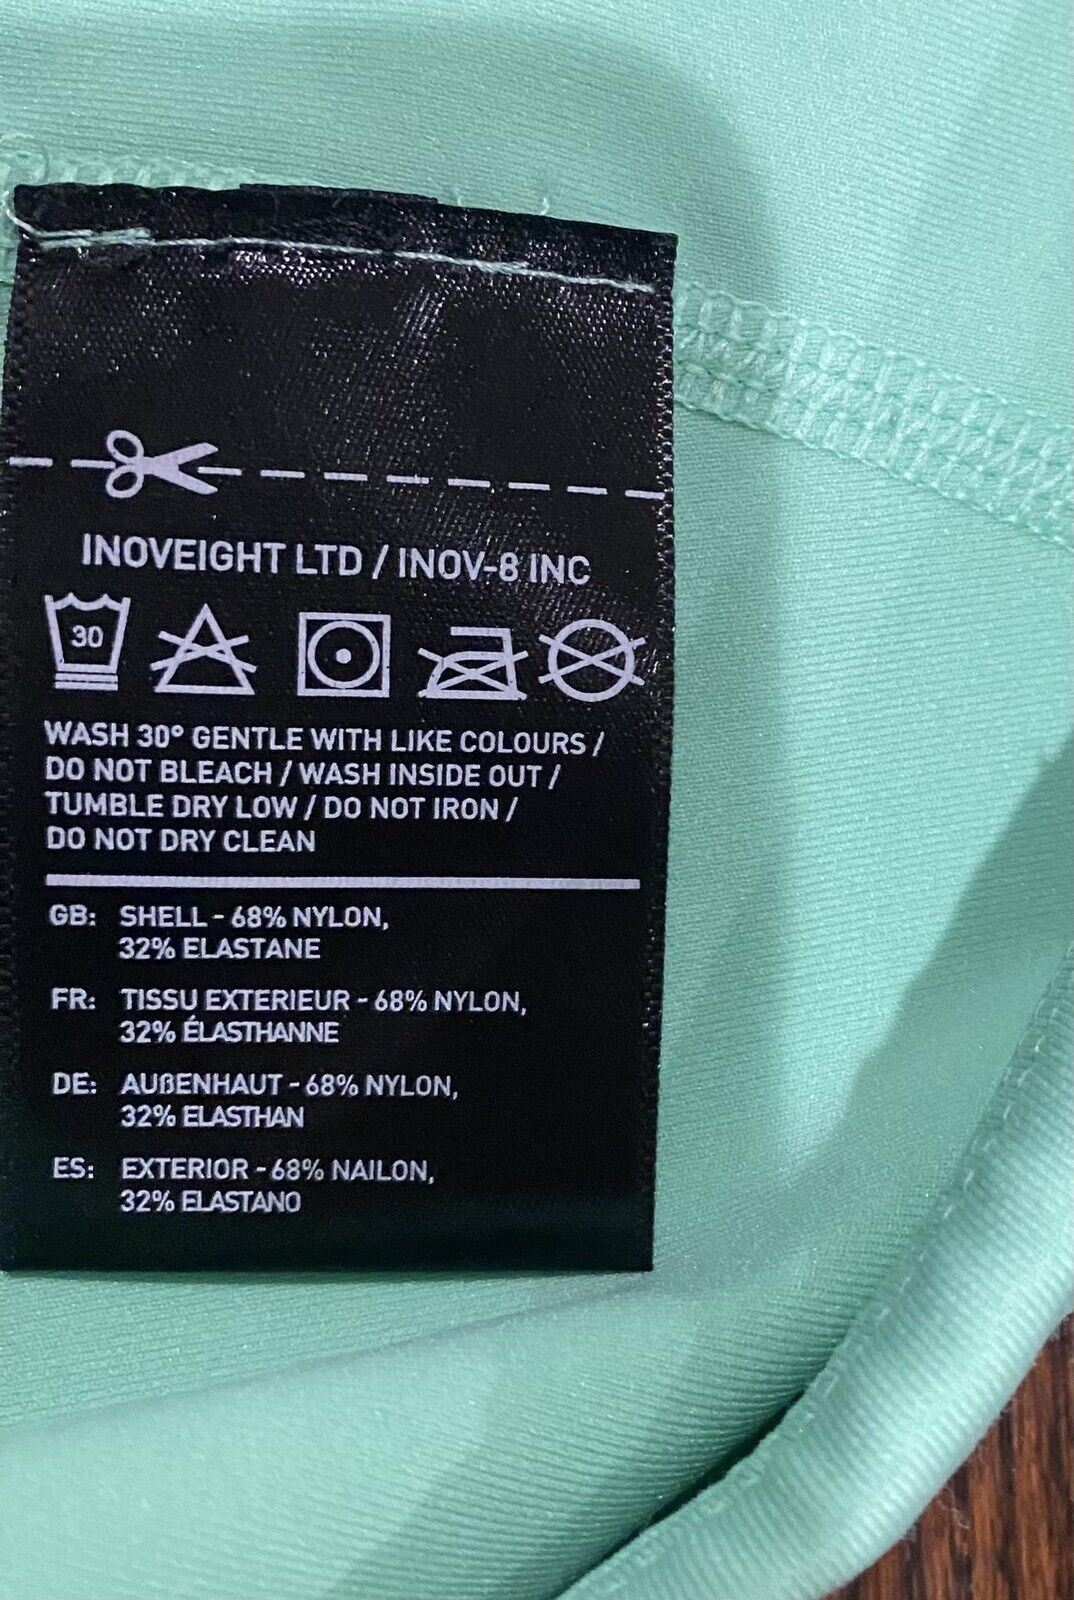 INOVEIGHT LTD / INOV-8 INC
30
WASH 30° GENTLE WITH LIKE COLOURS /
DO NOT BLEACH / WASH INSIDE OUT /
TUMBLE DRY LOW / DO NOT IRON /
DO NOT DRY CLEAN
GB: SHELL - 68% NYLON,
32% ELASTANE
FR: TISSU EXTERIEUR - 68% NYLON,
32% ÉLASTHANNE
DE: AUßENHAUT - 68% NYLON,
32% ELASTHAN
ES: EXTERIOR - 68% NAILON,
32% ELASTANO